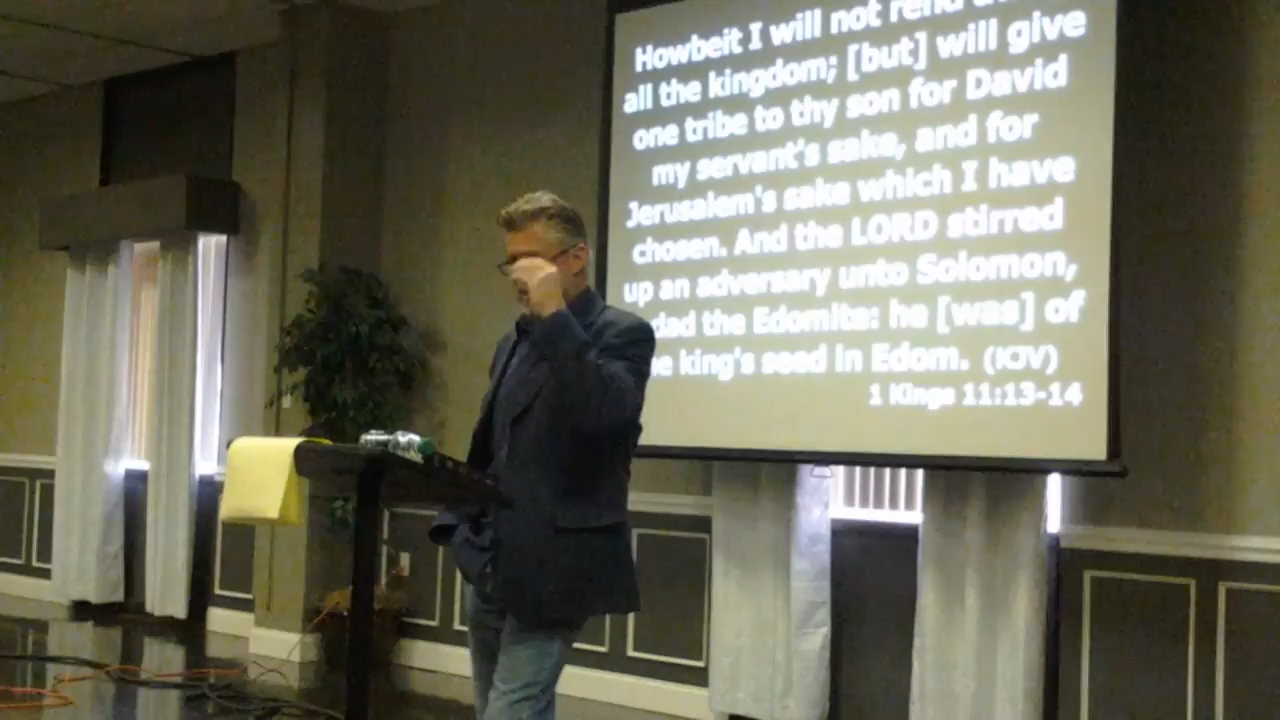 Howbeit I will not rend
all the kingdom; [but] will give
one tribe to thy son for David
my servant's sake, and for
Jerusalem's sake which I have
chosen. And the LORD stirred
up an adversary unto Solomon,
dad the Edomite: he [was] of
e king's seed in Edom. (KJV)
1 Kings 11:13-14